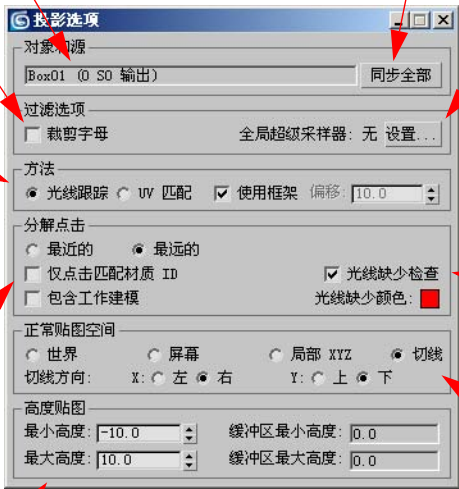 投影选项
对象和源
Box01 (0 SO 输出) 同步全部
过滤选项
裁剪字母 全局超级采样器: 无 设置...
方法
光线跟踪 UV 匹配 使用框架 偏移: 10.0
分解点击
最近的 最远的
仅点击匹配材质 ID 光线缺少检查
包含工作建模 光线缺少颜色:
正常贴图空间
世界 屏幕 局部 XYZ 切线
切线方向: X: 左 右 Y: 上 下
高度贴图
最小高度: -10.0 缓冲区最小高度: 0.0
最大高度: 10.0 缓冲区最大高度: 0.0